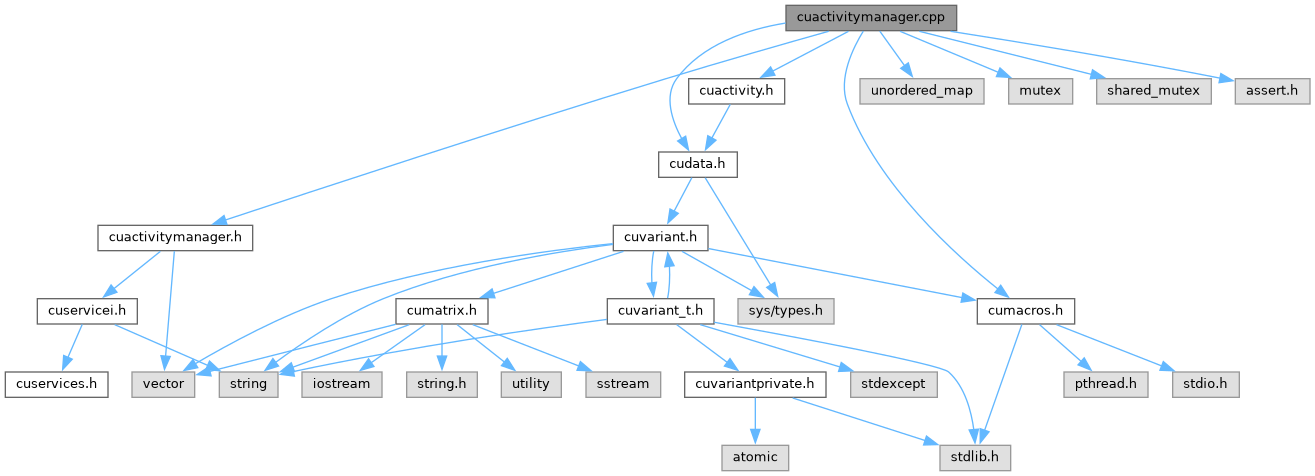 cuactivitymanager.cpp
cuactivity.h
unordered_map
mutex
shared_mutex
assert.h
cudata.h
cuactivitymanager.h
cuvariant.h
cuservicei.h
cumatrix.h
cuvariant_t.h
sys/types.h
cumacros.h
cuservices.h
vector
string
iostream
string.h
utility
sstream
cuvariantprivate.h
stdexcept
pthread.h
stdio.h
atomic
stdlib.h